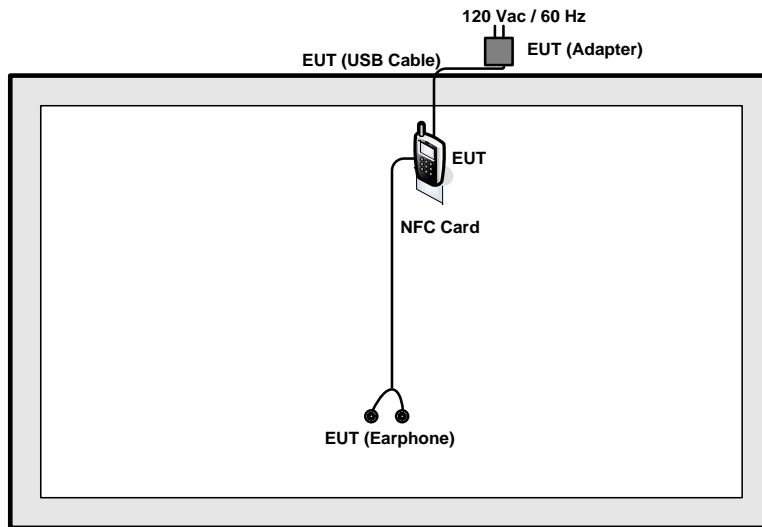 120 Vac / 60 Hz
EUT (Adapter)
EUT (USB Cable)
EUT
NFC Card
EUT (Earphone)